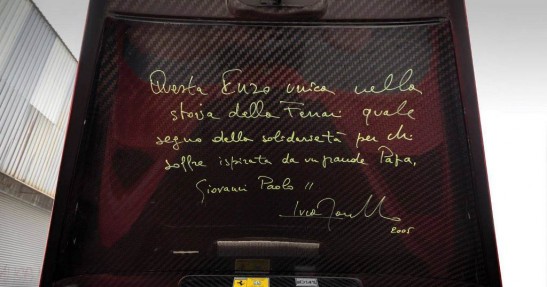 Questa Enzo unica nella
storia della Ferrari quale
segno della solidarietà per chi
soffre ispirata da un grande Papa,
Giovanni Paolo II
2005